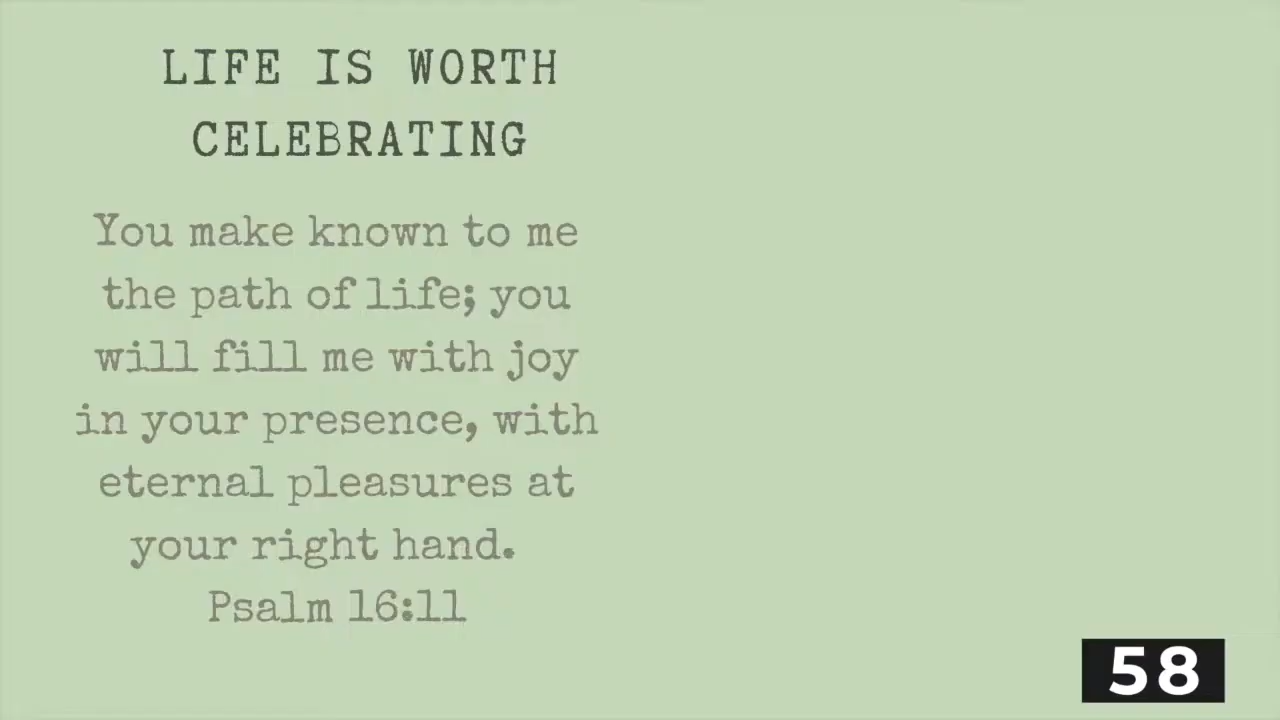 LIFE IS WORTH
CELEBRATING
You make known to me
the path of life; you
will fill me with joy
in your presence, with
eternal pleasures at
your right hand.
Psalm 16:11
58